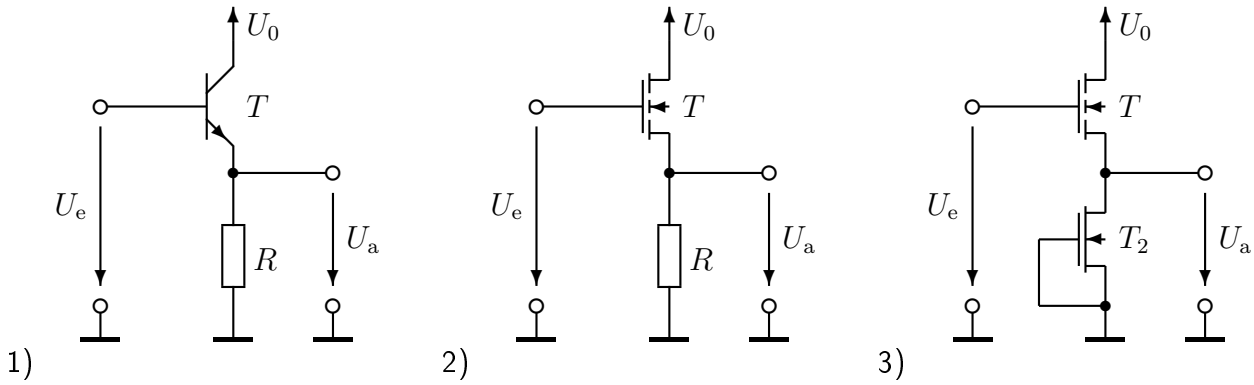 U₀ U₀ U₀
T T T
Uₑ Uₑ Uₑ
R Uₐ R Uₐ T₂ Uₐ
1) 2) 3)